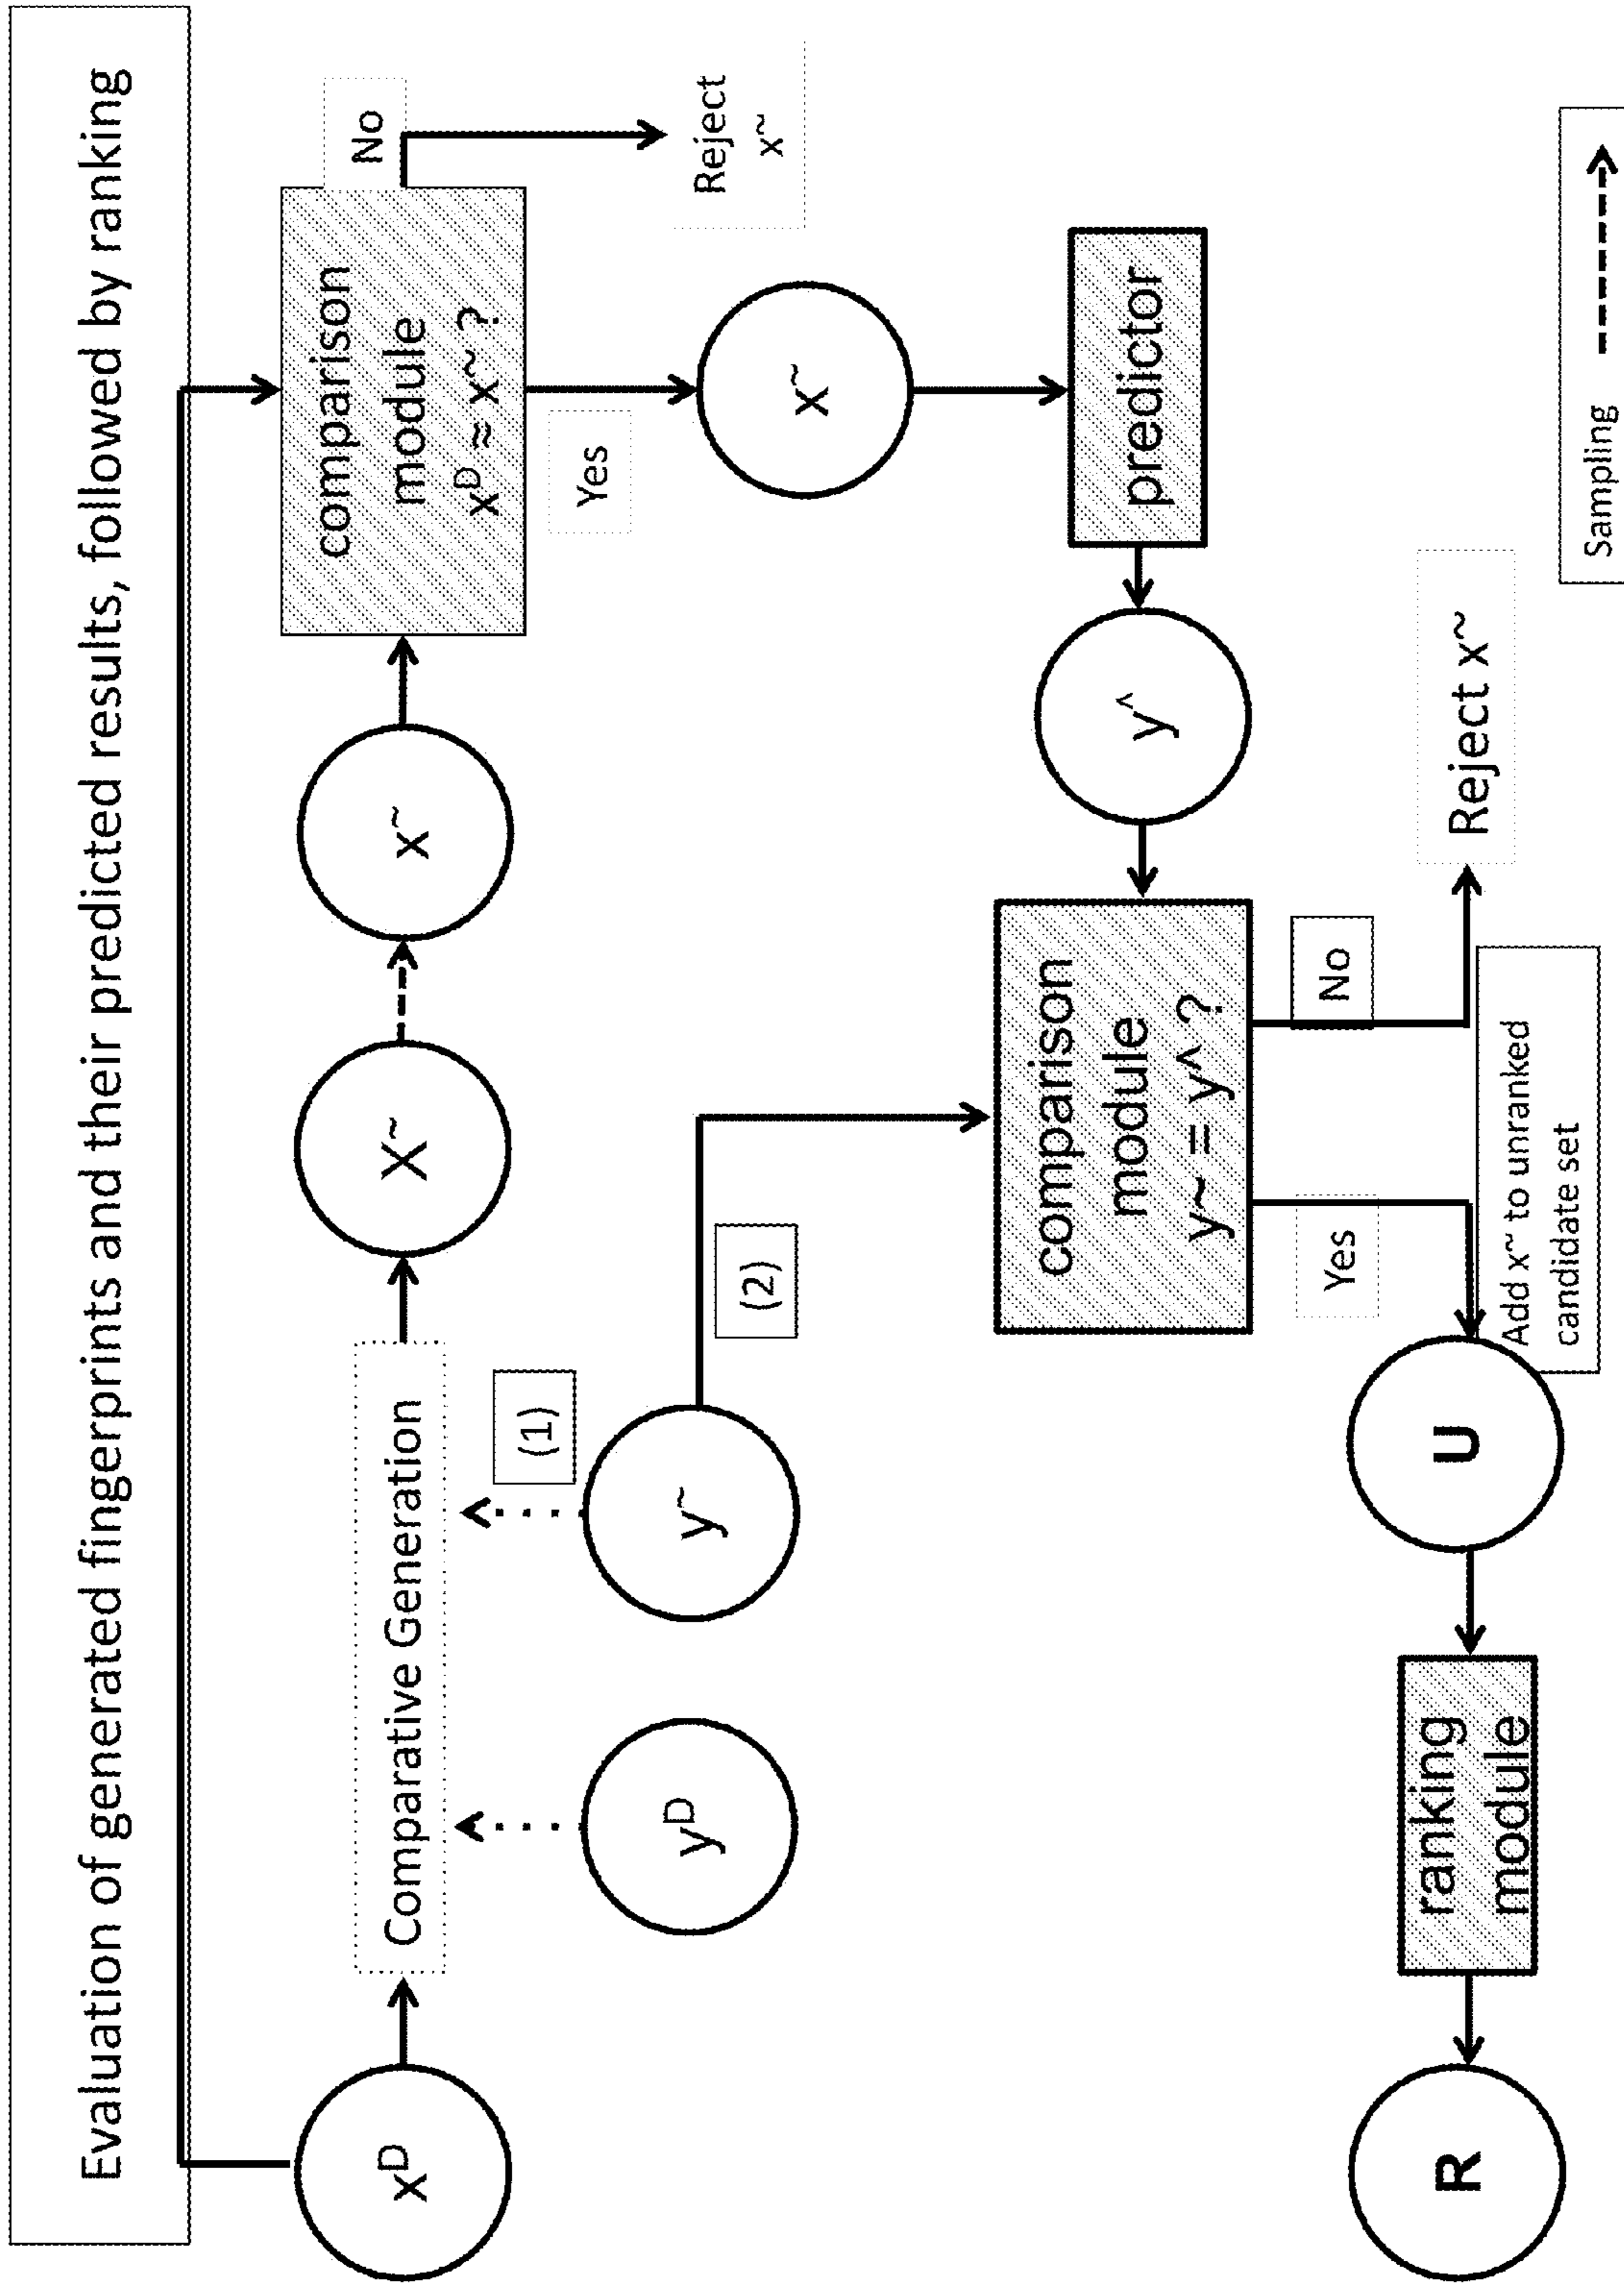 Evaluation of generated fingerprints and their predicted results, followed by ranking
x^D
Comparative Generation
X~
x~
comparison
module
x^D ≈ x~ ?
No
Reject
x~
Yes
y^D
y~
(1)
(2)
x~
predictor
y^
comparison
module
y~ = y^ ?
No
Reject x~
Yes
Add x~ to unranked
candidate set
U
ranking
module
R
Sampling